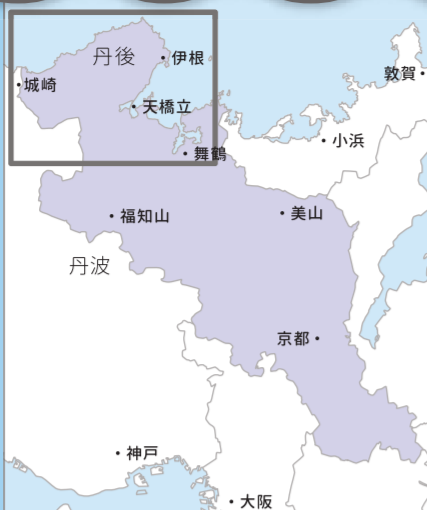 丹後
伊根
城崎
敦賀
天橋立
小浜
舞鶴
福知山
美山
丹波
京都
神戸
大阪